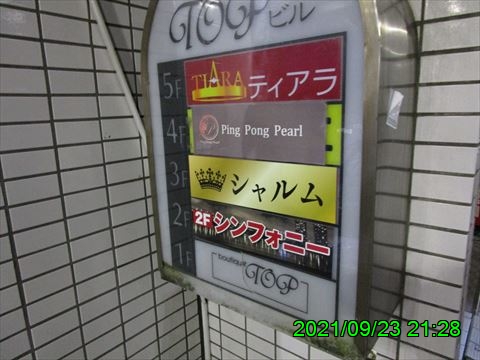 TOPビル
5F TIARA ティアラ
4F Ping Pong Pearl
3F シャルム
2F 2F シンフォニー
1F boutique TOP
2021/09/23 21:28